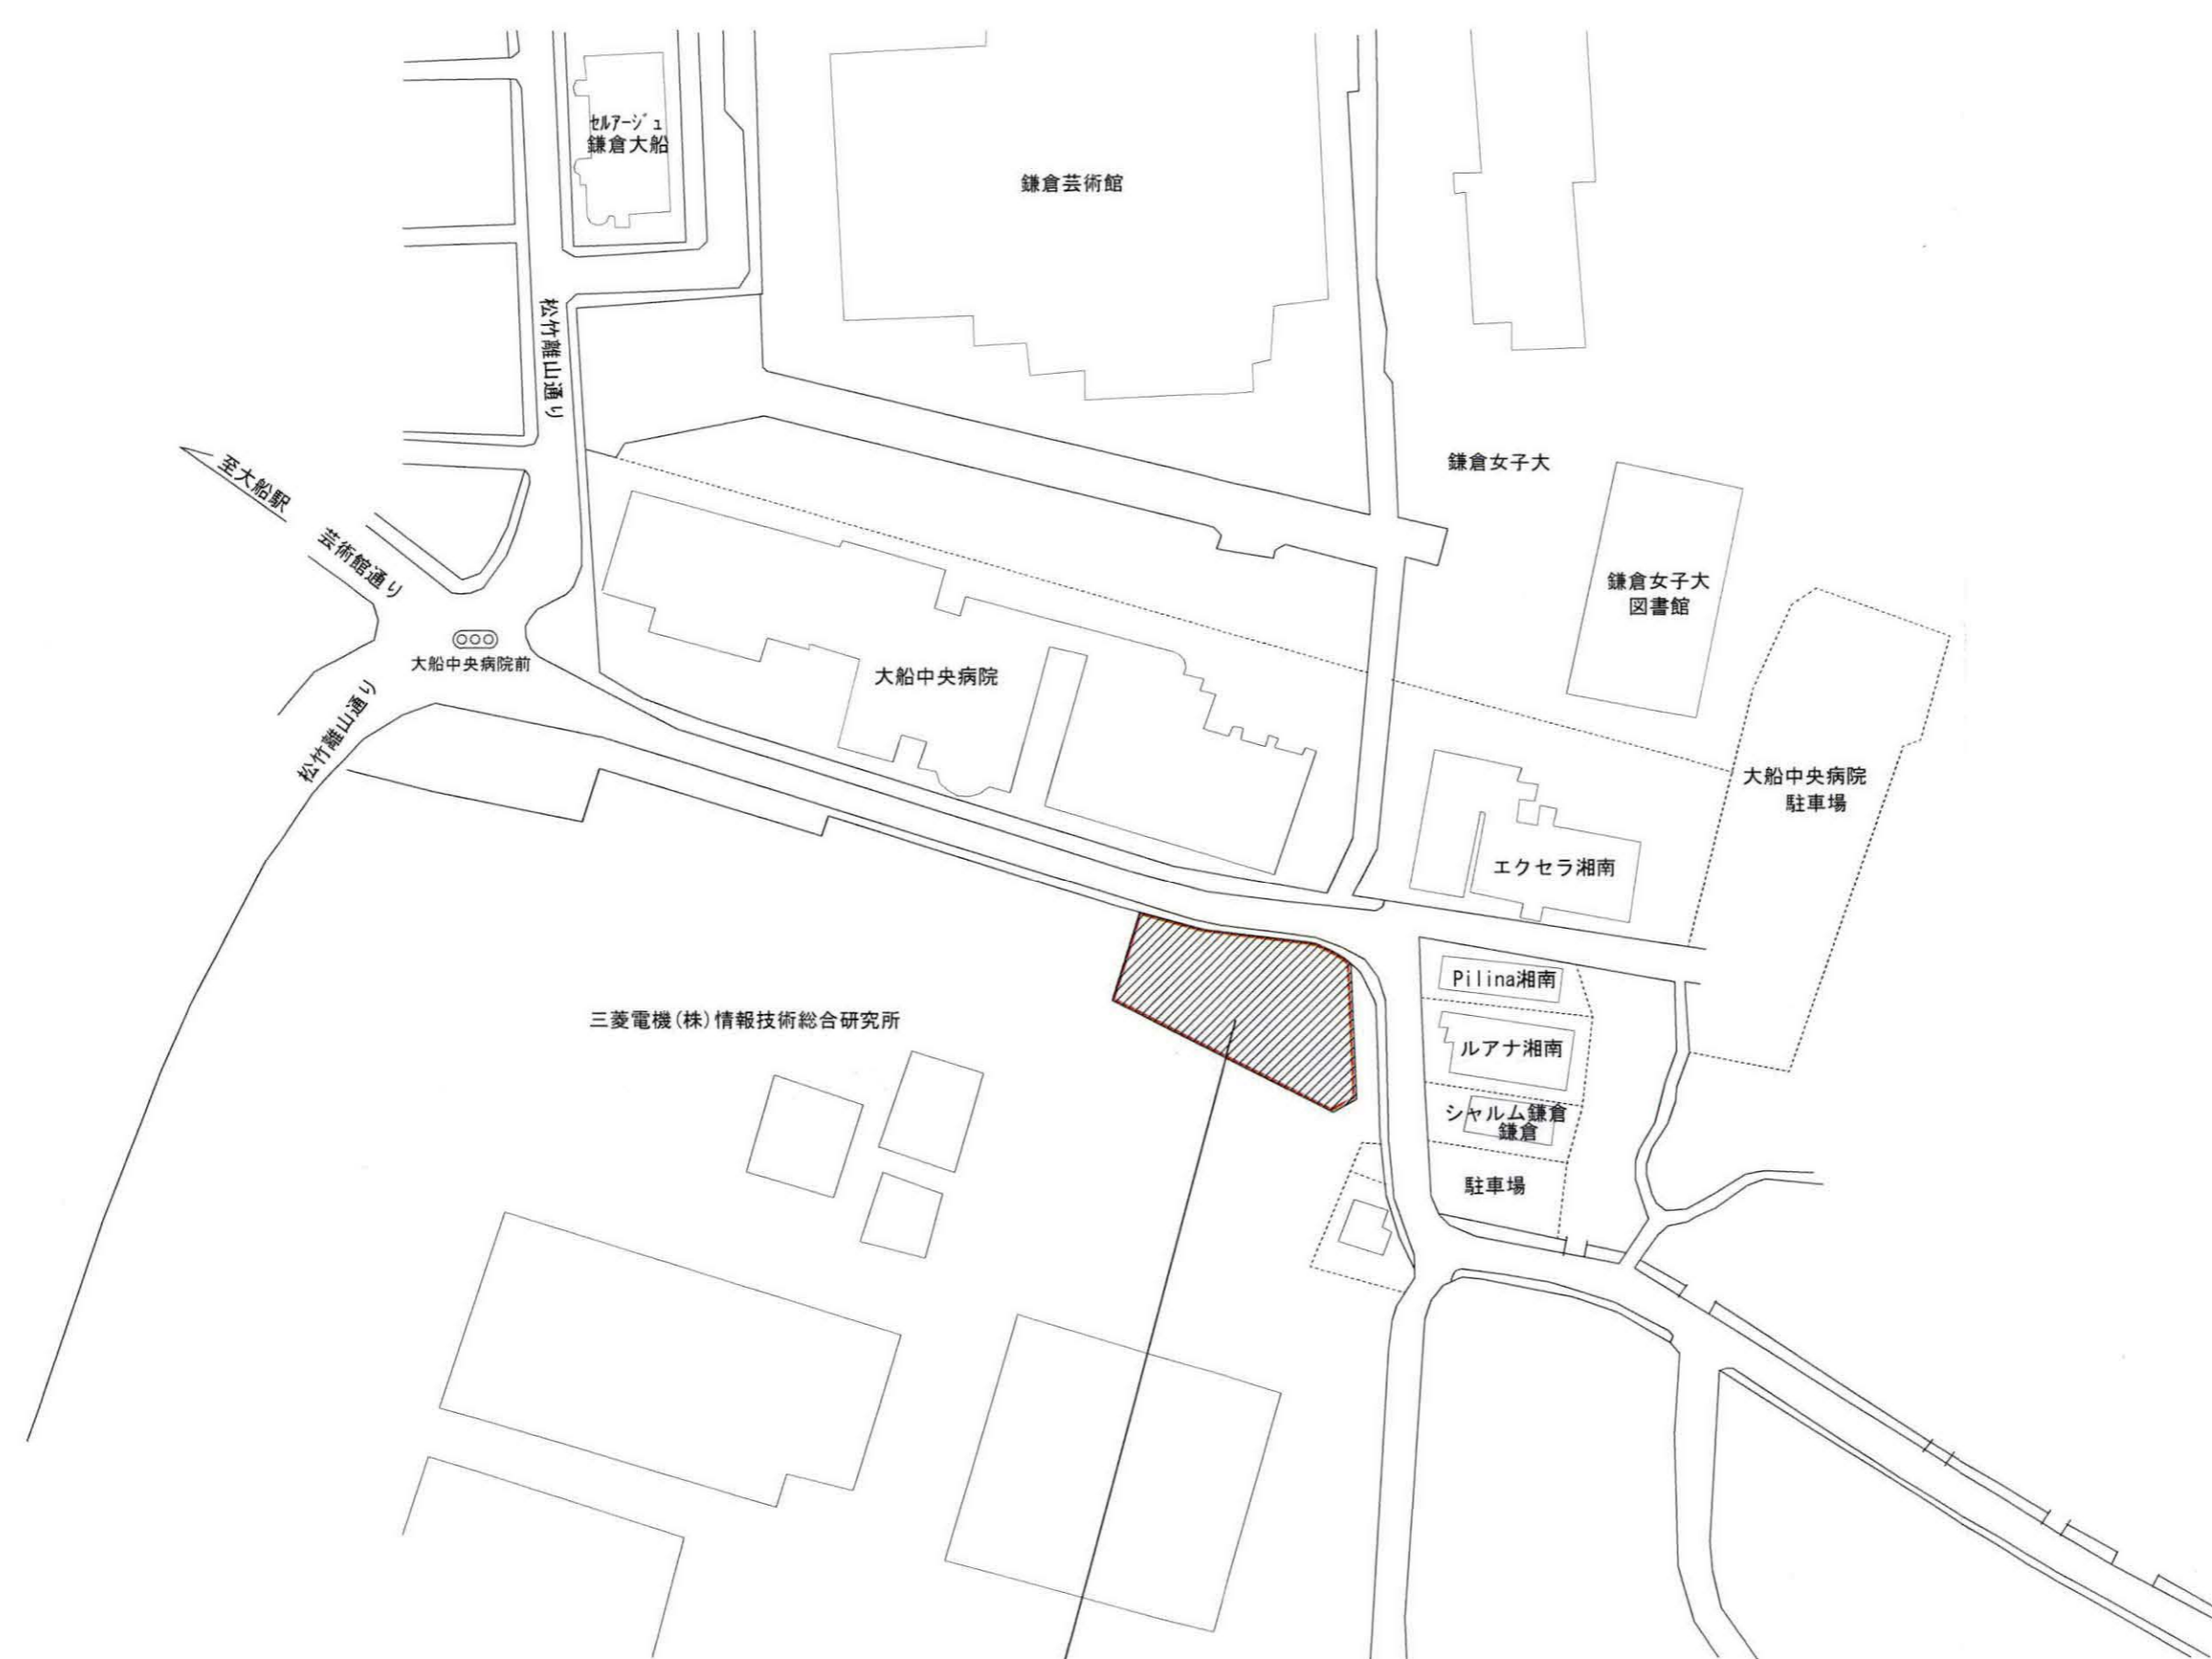 セルアージュ
鎌倉大船
鎌倉芸術館
松竹離山通り
至大船駅
芸術館通り
鎌倉女子大
鎌倉女子大
図書館
大船中央病院前
大船中央病院
松竹離山通り
大船中央病院
駐車場
エクセラ湘南
Pilina湘南
三菱電機(株)情報技術総合研究所
ルアナ湘南
シャルム鎌倉
鎌倉
駐車場